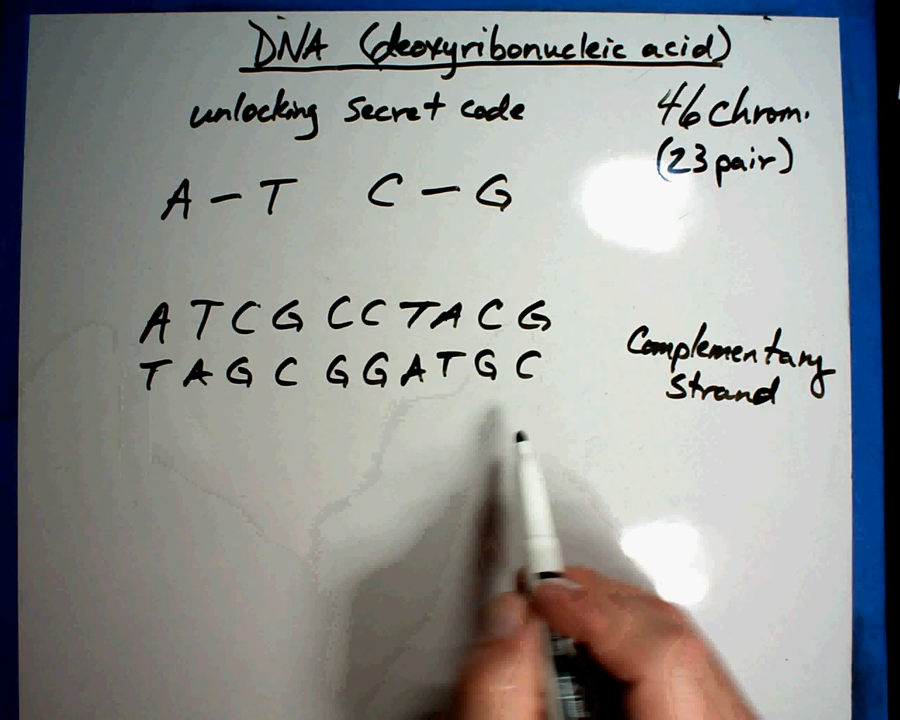 DNA (deoxyribonucleic acid)
unlocking secret code
46 Chrom.
(23 pair)
A - T C - G
A T C G C C T A C G
T A G C G G A T G C
Complementary
Strand